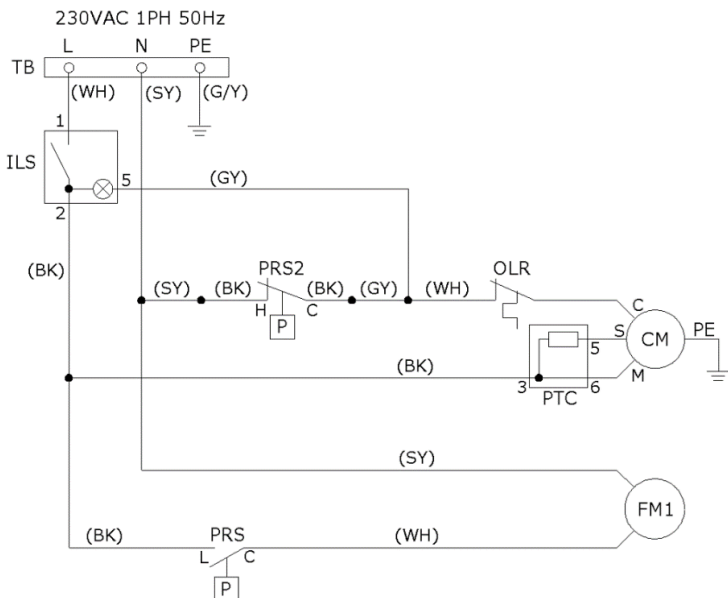 230VAC 1PH 50Hz
L N PE
TB
(WH) (SY) (G/Y)
1
ILS
5
(GY)
2
(BK)
PRS2 OLR
(SY) (BK) (BK) (GY) (WH)
H C
P
C
S CM PE
5
(BK)
M
3 6
PTC
(SY)
FM1
(BK) PRS (WH)
L C
P